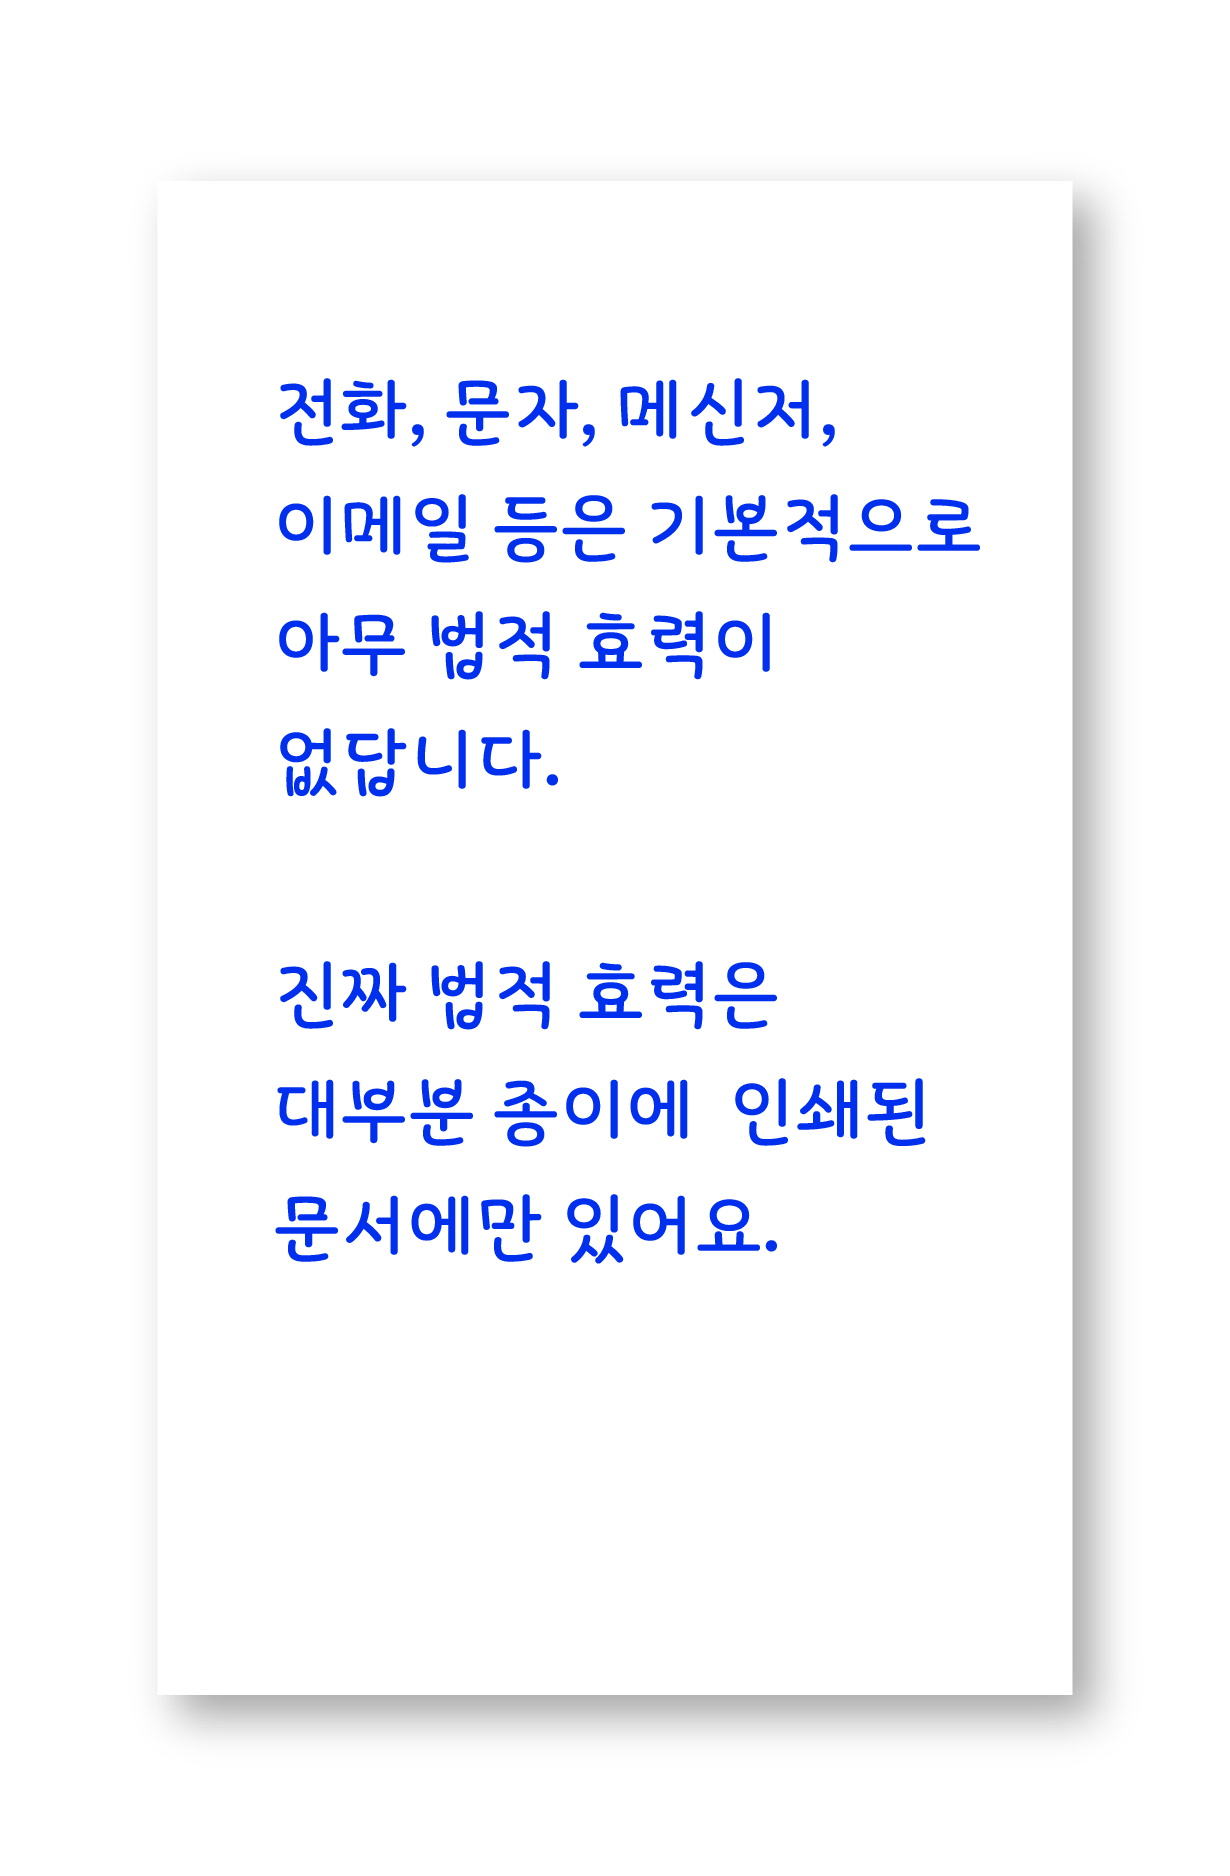 전화, 문자, 메신저,
이메일 등은 기본적으로
아무 법적 효력이
없답니다.
진짜 법적 효력은
대부분 종이에  인쇄된
문서에만 있어요.